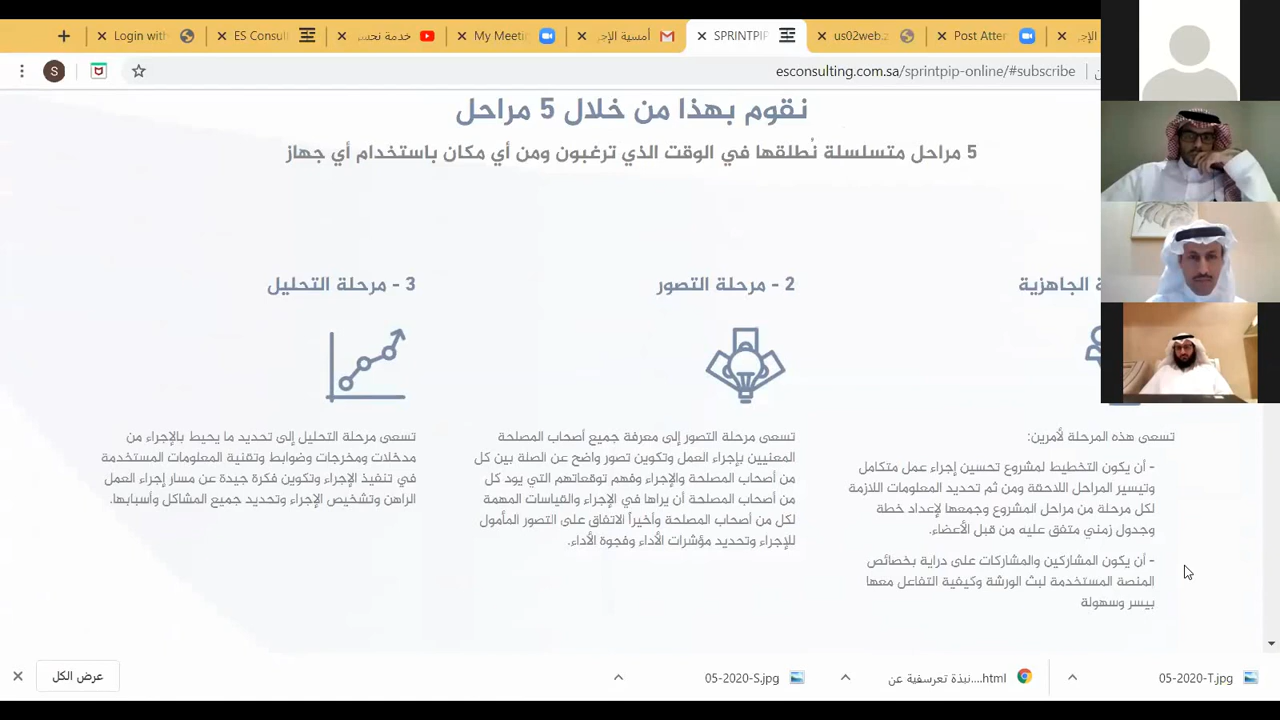 Login with
ES Consul
خدمة نحسـ
My Meeti
أمسية الإجر
SPRINTPIP
us02web.z
Post Atten
الإجر
S
esconsulting.com.sa/sprintpip-online/#subscribe
نقوم بهذا من خلال 5 مراحل
5 مراحل متسلسلة نُطلقها في الوقت الذي ترغبون ومن أي مكان باستخدام أي جهاز
الجاهزية
تسعى هذه المرحلة لأمرين:
- أن يكون التخطيط لمشروع تحسين إجراء عمل متكامل
وتيسير المراحل اللاحقة ومن ثم تحديد المعلومات اللازمة
لكل مرحلة من مراحل المشروع وجمعها لإعداد خطة
وجدول زمني متفق عليه من قبل الأعضاء.
- أن يكون المشاركين والمشاركات على دراية بخصائص
المنصة المستخدمة لبث الورشة وكيفية التفاعل معها
بيسر وسهولة
2 - مرحلة التصور
تسعى مرحلة التصور إلى معرفة جميع أصحاب المصلحة
المعنيين بإجراء العمل وتكوين تصور واضح عن الصلة بين كل
من أصحاب المصلحة والإجراء وفهم توقعاتهم التي يود كل
من أصحاب المصلحة أن يراها في الإجراء والقياسات المهمة
لكل من أصحاب المصلحة وأخيراً الاتفاق على التصور المأمول
للإجراء وتحديد مؤشرات الأداء وفجوة الأداء.
3 - مرحلة التحليل
تسعى مرحلة التحليل إلى تحديد ما يحيط بالإجراء من
مدخلات ومخرجات وضوابط وتقنية المعلومات المستخدمة
في تنفيذ الإجراء وتكوين فكرة جيدة عن مسار إجراء العمل
الراهن وتشخيص الإجراء وتحديد جميع المشاكل وأسبابها.
05-2020-T.jpg
نبذة تعرسفية عن....html
05-2020-S.jpg
عرض الكل